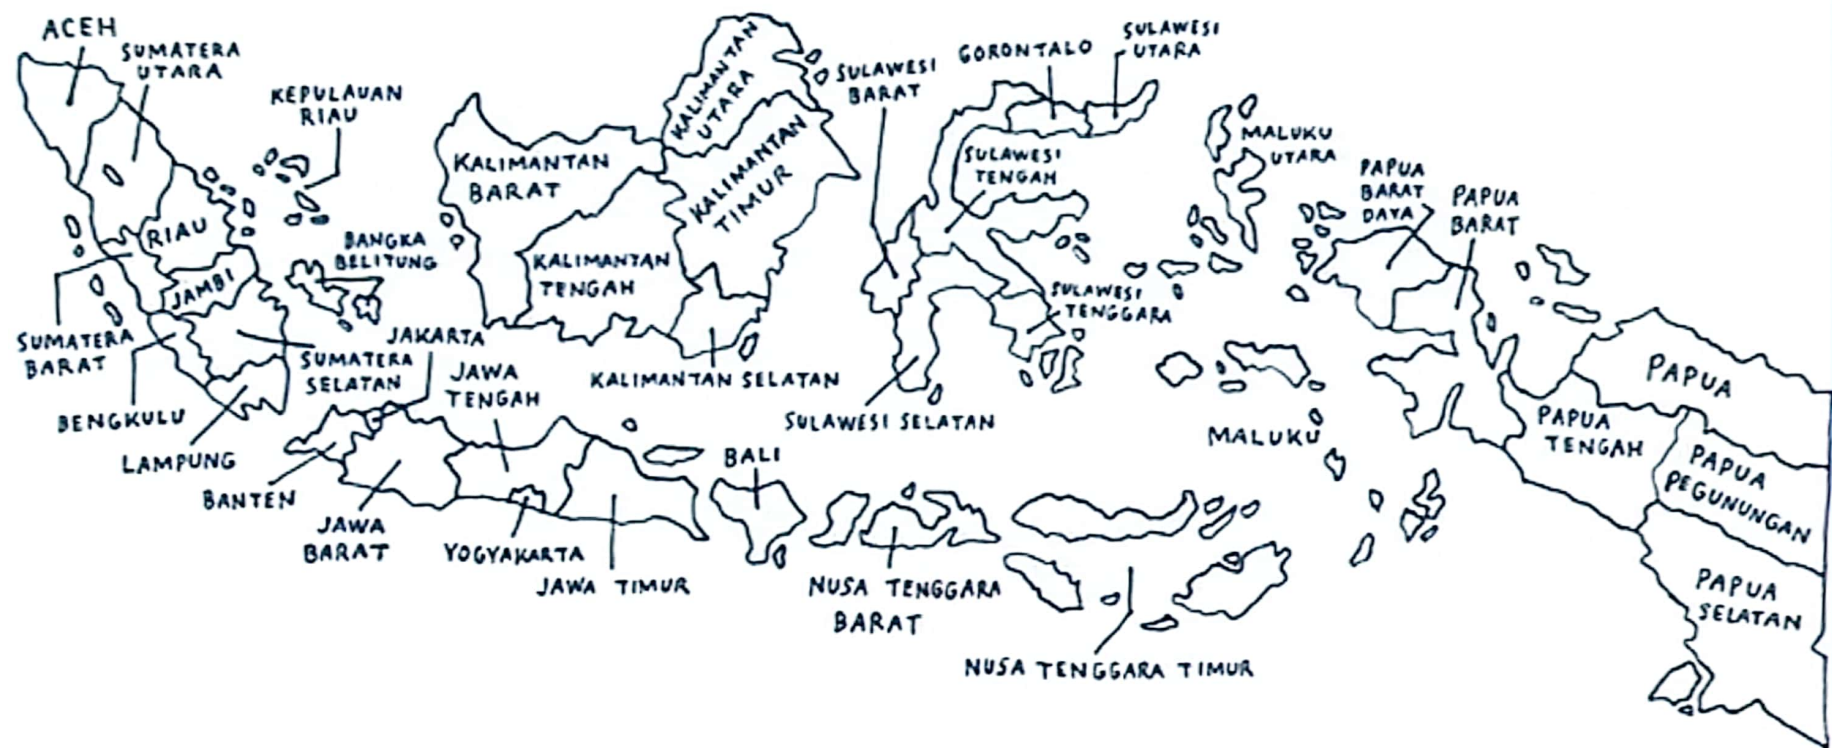 ACEH
SUMATERA
UTARA
KEPULAUAN
RIAU
RIAU
SUMATERA
BARAT
JAMBI
BANGKA
BELITUNG
BENGKULU
SUMATERA
SELATAN
LAMPUNG
JAKARTA
BANTEN
JAWA
BARAT
JAWA
TENGAH
YOGYAKARTA
JAWA TIMUR
KALIMANTAN
BARAT
KALIMANTAN
TENGAH
KALIMANTAN
UTARA
KALIMANTAN
TIMUR
KALIMANTAN SELATAN
SULAWESI
BARAT
GORONTALO
SULAWESI
UTARA
SULAWESI
TENGAH
SULAWESI
TENGGARA
SULAWESI SELATAN
BALI
NUSA TENGGARA
BARAT
NUSA TENGGARA TIMUR
MALUKU
UTARA
MALUKU
PAPUA
BARAT
DAYA
PAPUA
BARAT
PAPUA
PAPUA
TENGAH
PAPUA
PEGUNUNGAN
PAPUA
SELATAN